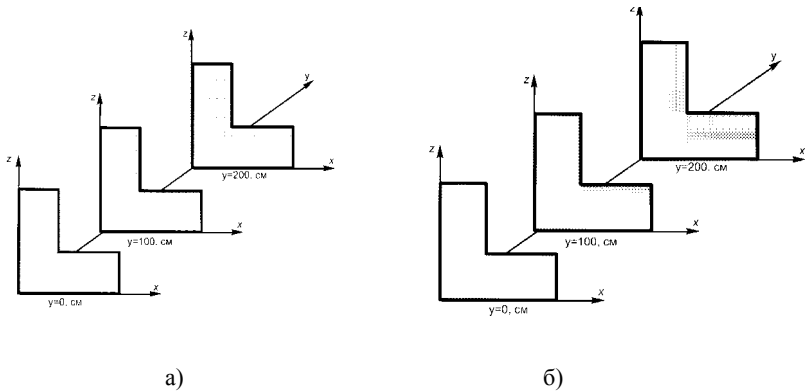 z
y
z
x
y=200. см
z
x
y=100. см
x
y=0. см
а)
z
y
z
x
y=200. см
z
x
y=100, см
x
y=0, см
б)